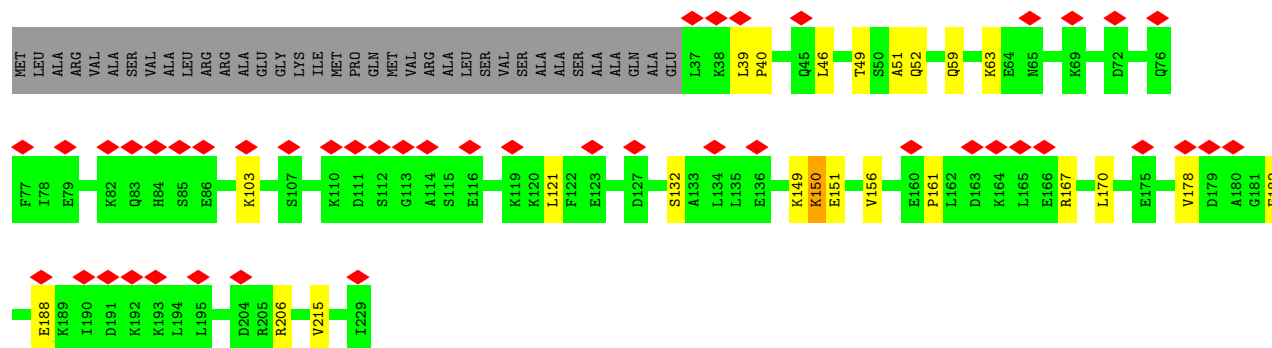 MET LEU ALA ARG VAL ALA SER VAL ALA LEU ARG ARG ALA GLU GLY LYS ILE MET PRO GLN MET VAL ARG ALA LEU SER VAL SER ALA ALA SER ALA ALA ALA GLN ALA GLU L37 K38 L39 P40 Q45 L46 T49 S50 A51 Q52 Q59 K63 E64 N65 K69 D72 Q76
F77 I78 E79 K82 Q83 H84 S85 E86 K103 S107 K110 D111 S112 G113 A114 S115 E116 K119 K120 L121 F122 E123 D127 S132 A133 L134 L135 E136 K149 K150 E151 V156 E160 P161 L162 D163 K164 L165 E166 R167 L170 E175 V178 D179 A180 G181
E188 K189 I190 D191 K192 K193 L194 L195 D204 R205 R206 V215 I229